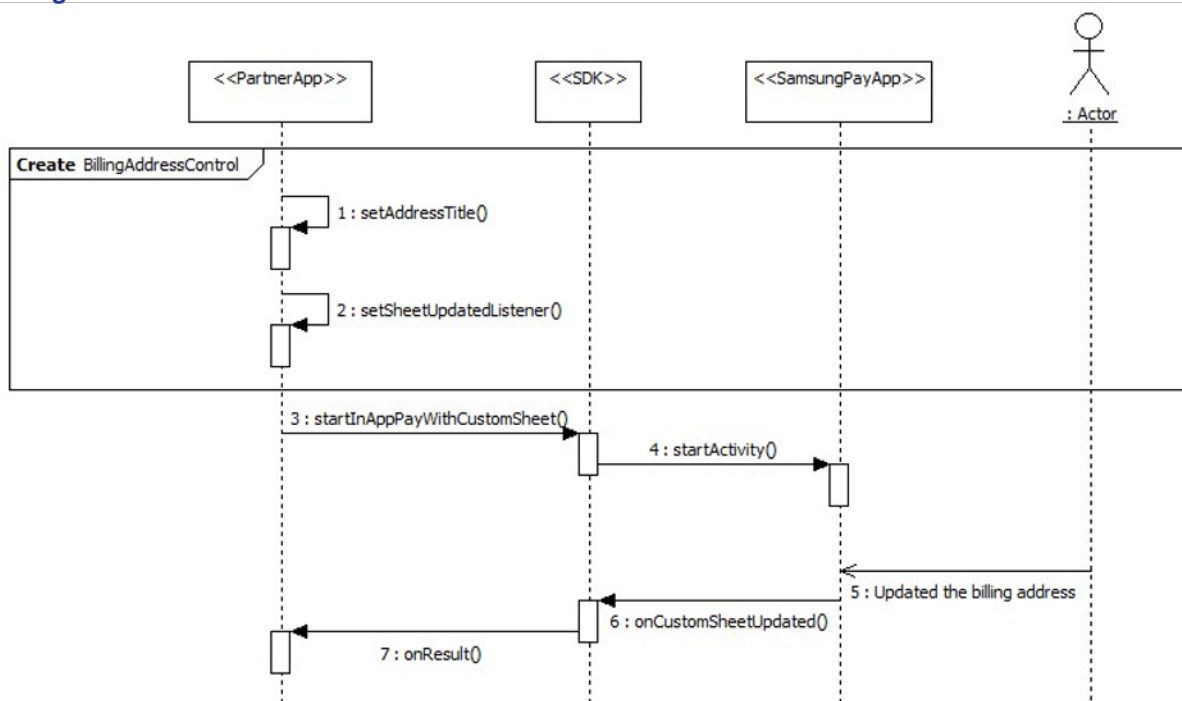 <<PartnerApp>>
<<SDK>>
<<SamsungPayApp>>
: Actor
Create BillingAddressControl
1 : setAddressTitle()
2 : setSheetUpdatedListener()
3 : startInAppPayWithCustomSheet()
4 : startActivity()
5 : Updated the billing address
6 : onCustomSheetUpdated()
7 : onResult()